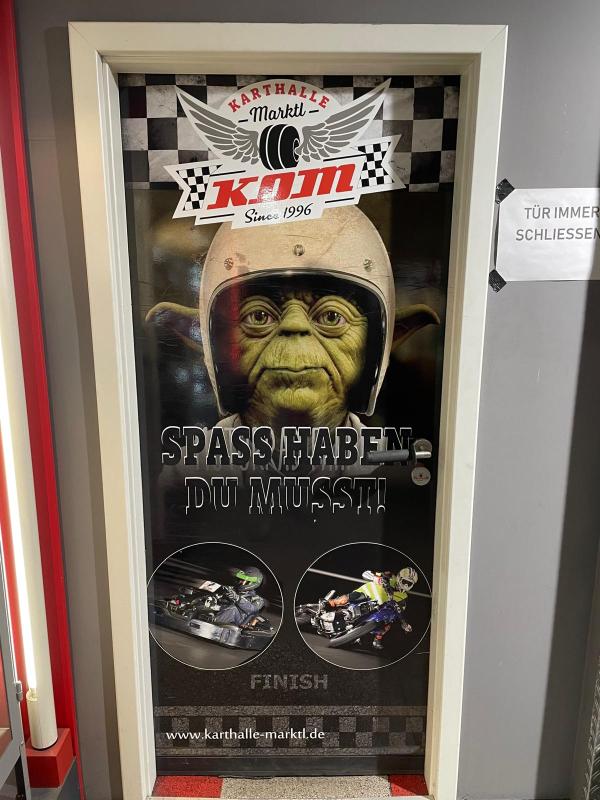 KARTHALLE
Marktl
KOM
Since 1996
TÜR IMMER
SCHLIESSEN
SPASS HABEN
DU MUSST!
FINISH
www.karthalle-marktl.de